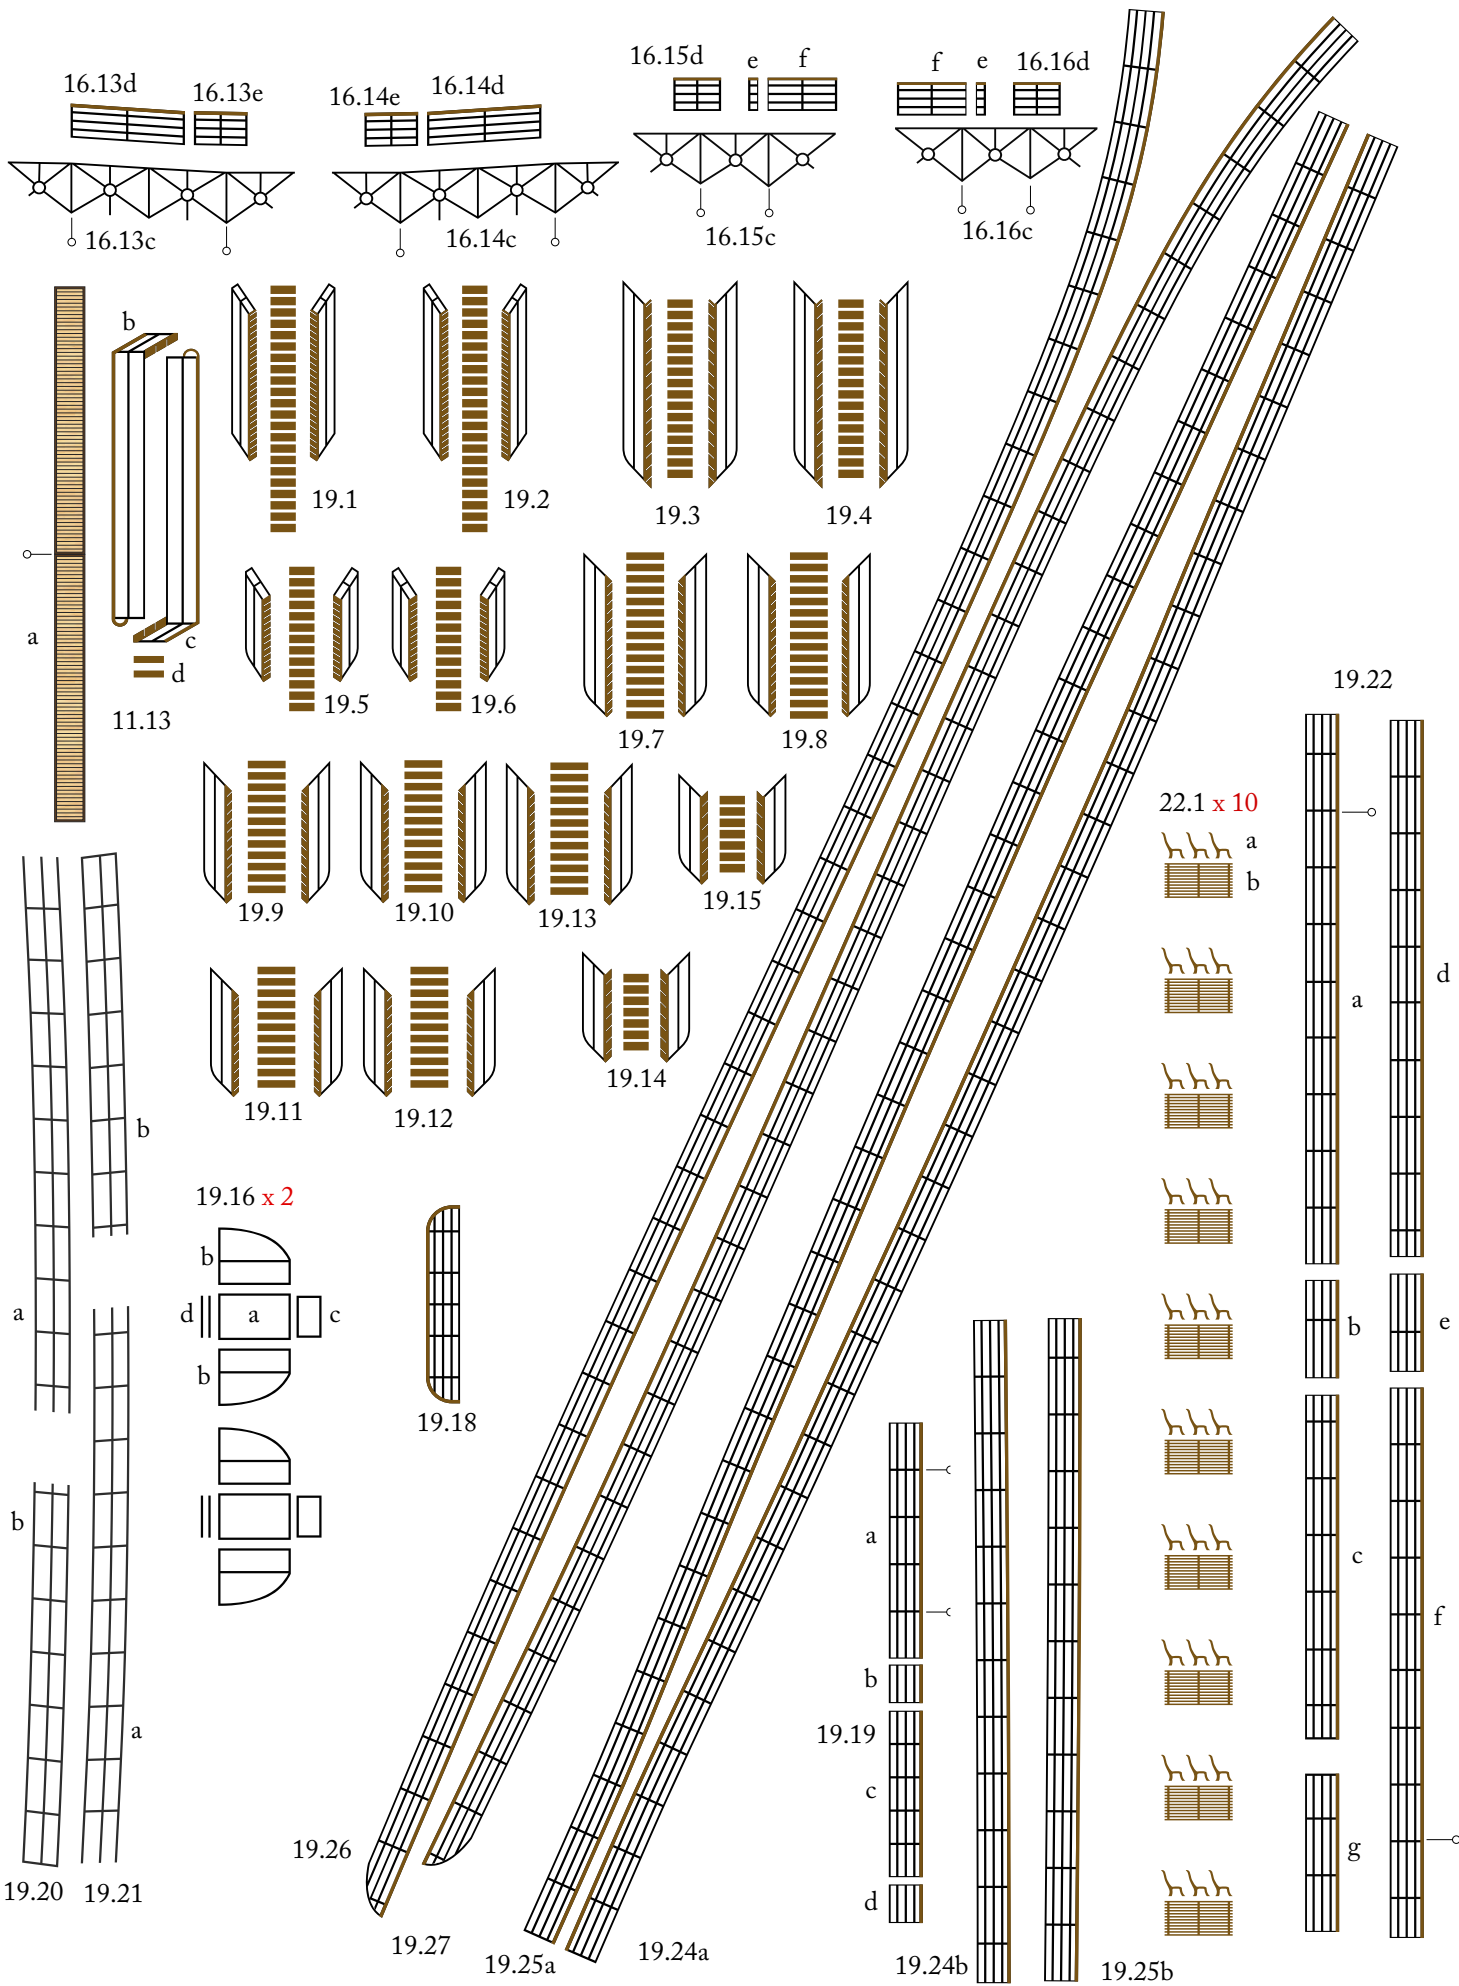 16.13d
16.13e
16.14e
16.14d
16.15d
e
f
f
e
16.16d
16.13c
16.14c
16.15c
16.16c
b
a
c
d
11.13
19.1
19.2
19.3
19.4
19.5
19.6
19.7
19.8
19.9
19.10
19.13
19.15
19.11
19.12
19.14
19.22
22.1 x 10
a
b
a
d
b
e
c
f
g
b
a
19.16 x 2
b
d
a
c
b
19.18
b
a
19.20
19.21
19.26
19.27
19.25a
19.24a
a
b
19.19
c
d
19.24b
19.25b